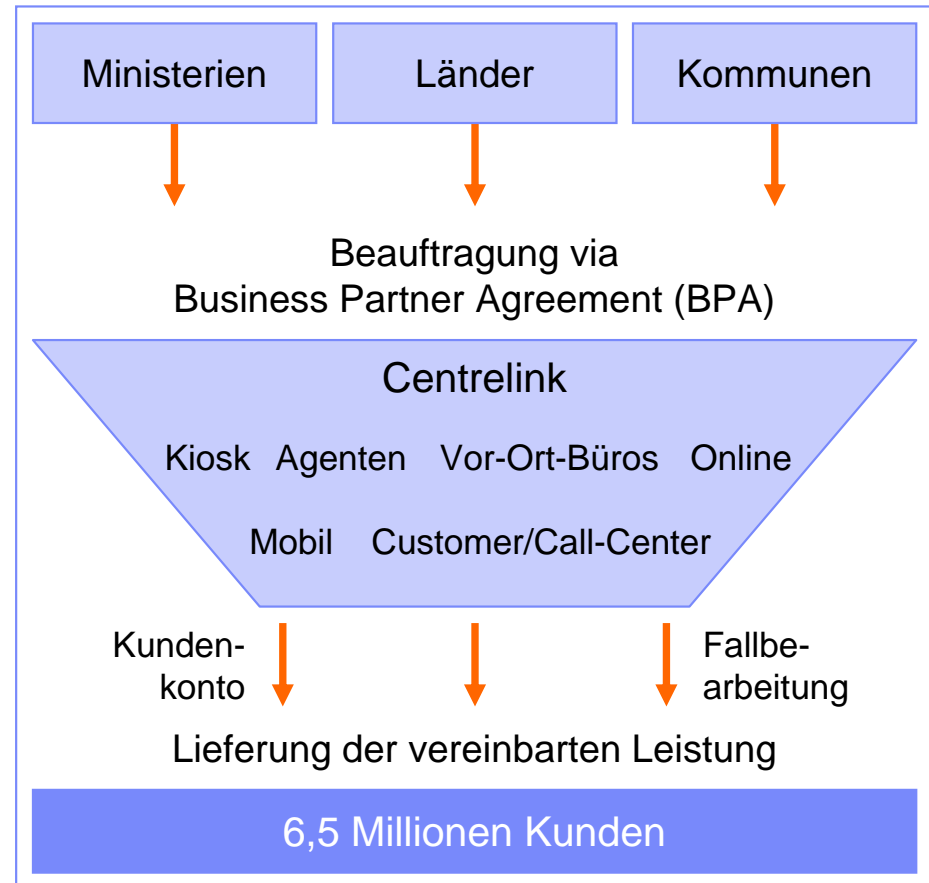 Ministerien
Länder
Kommunen
Beauftragung via
Business Partner Agreement (BPA)
Centrelink
Kiosk Agenten Vor-Ort-Büros Online
Mobil Customer/Call-Center
Kunden-
konto
Fallbe-
arbeitung
Lieferung der vereinbarten Leistung
6,5 Millionen Kunden